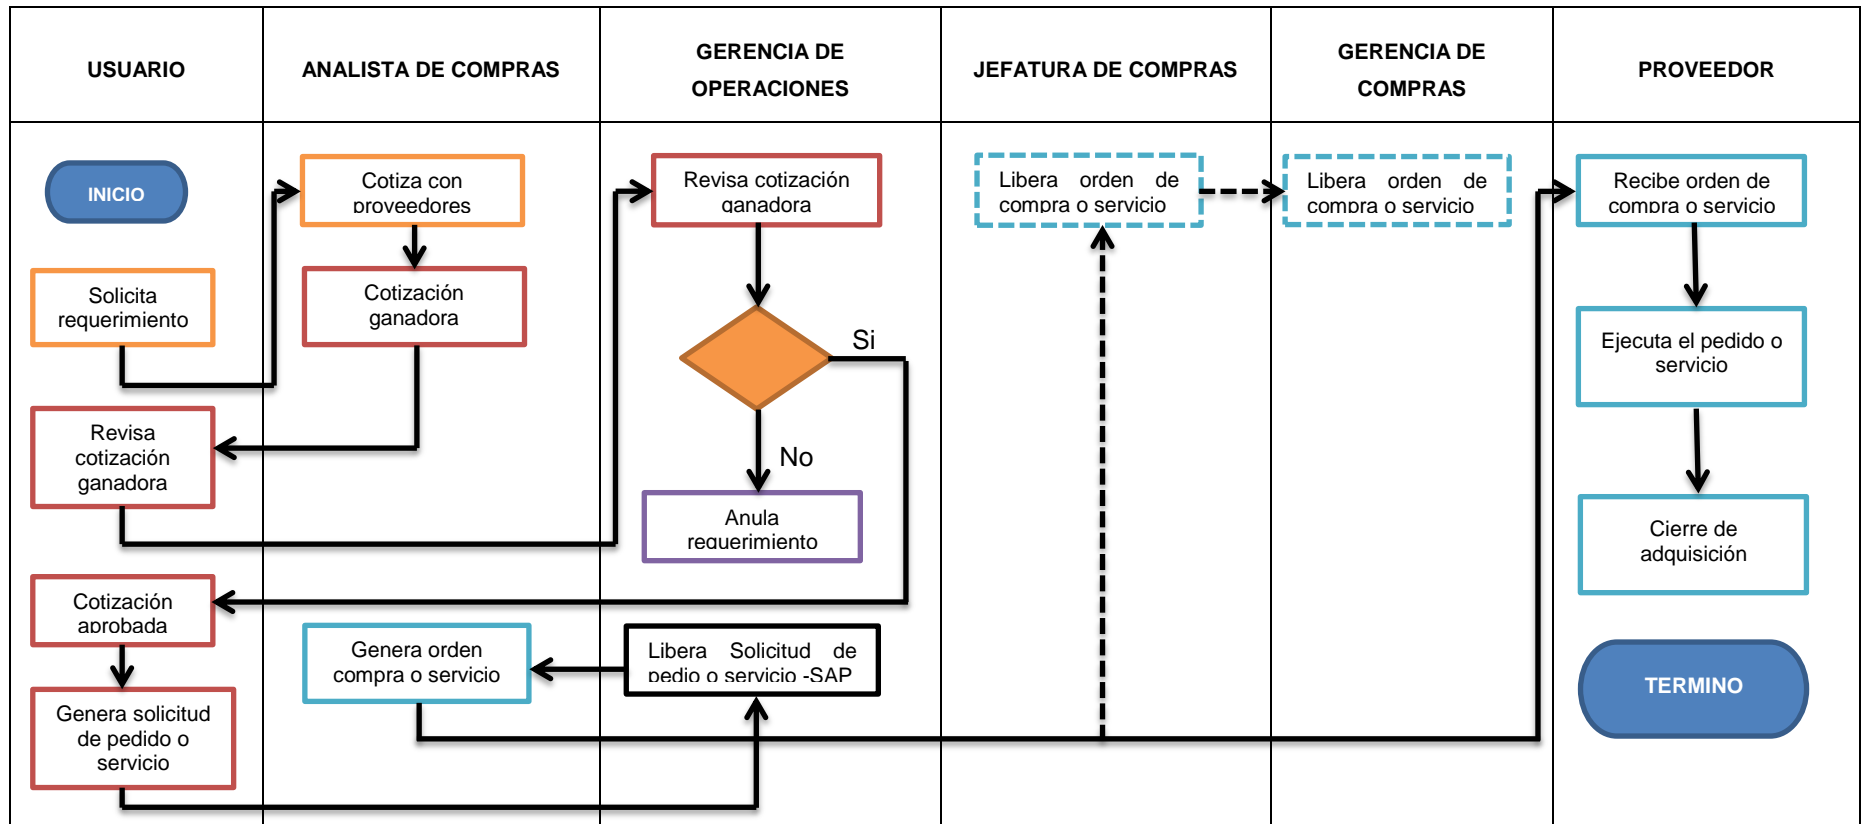 USUARIO
ANALISTA DE COMPRAS
GERENCIA DE
OPERACIONES
JEFATURA DE COMPRAS
GERENCIA DE
COMPRAS
PROVEEDOR
INICIO
Solicita
requerimiento
Revisa
cotización
ganadora
Cotización
aprobada
Genera solicitud
de pedido o
servicio
Cotiza con
proveedores
Cotización
ganadora
Genera orden
compra o servicio
Revisa cotización
ganadora
Si
No
Anula
requerimiento
Libera Solicitud de
pedio o servicio -SAP
Libera orden de
compra o servicio
Libera orden de
compra o servicio
Recibe orden de
compra o servicio
Ejecuta el pedido o
servicio
Cierre de
adquisición
TERMINO